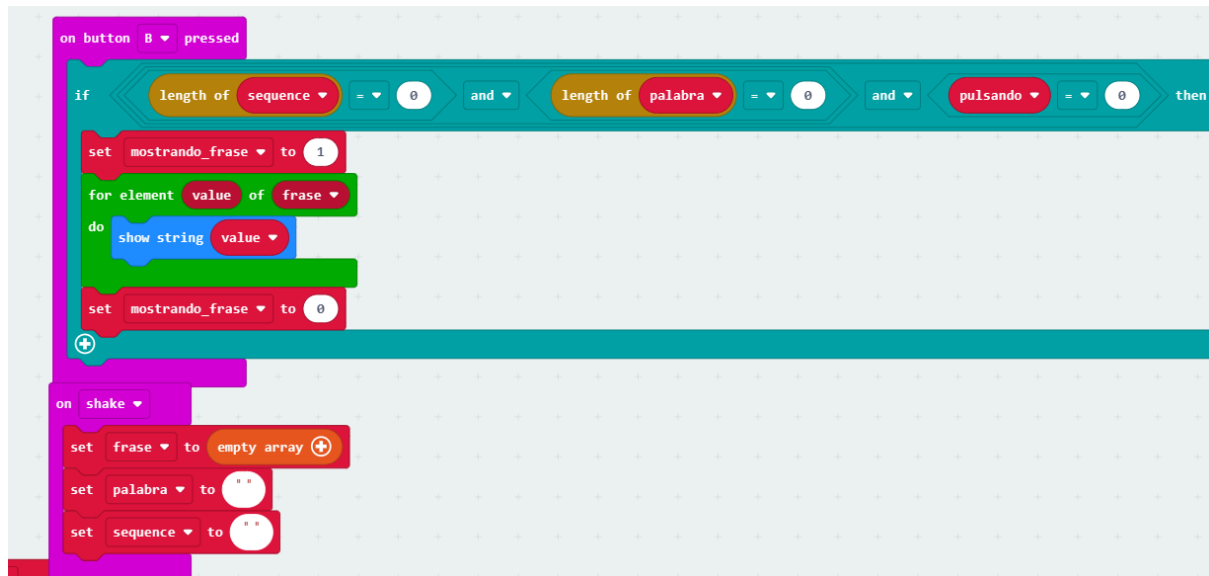 on button B pressed
if length of sequence = 0 and length of palabra = 0 and pulsando = 0 then
set mostrando_frase to 1
for element value of frase
do show string value
set mostrando_frase to 0
on shake
set frase to empty array
set palabra to " "
set sequence to " "